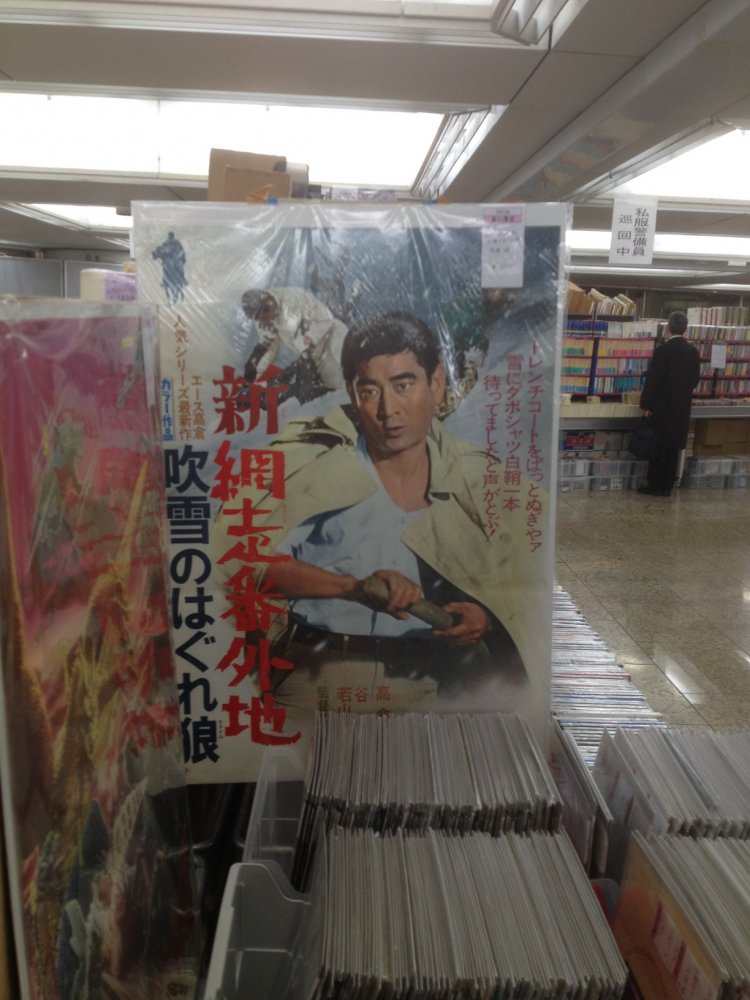 私服警備員
巡回中
トレンチコートをぱっとぬぎやァ
雪にダボシャツ白鞘一本
待ってましたと声がとぶ!
エース高倉
人気シリーズ最新作
カラー作品
新網走番外地
吹雪のはぐれ狼
高倉
谷
若山